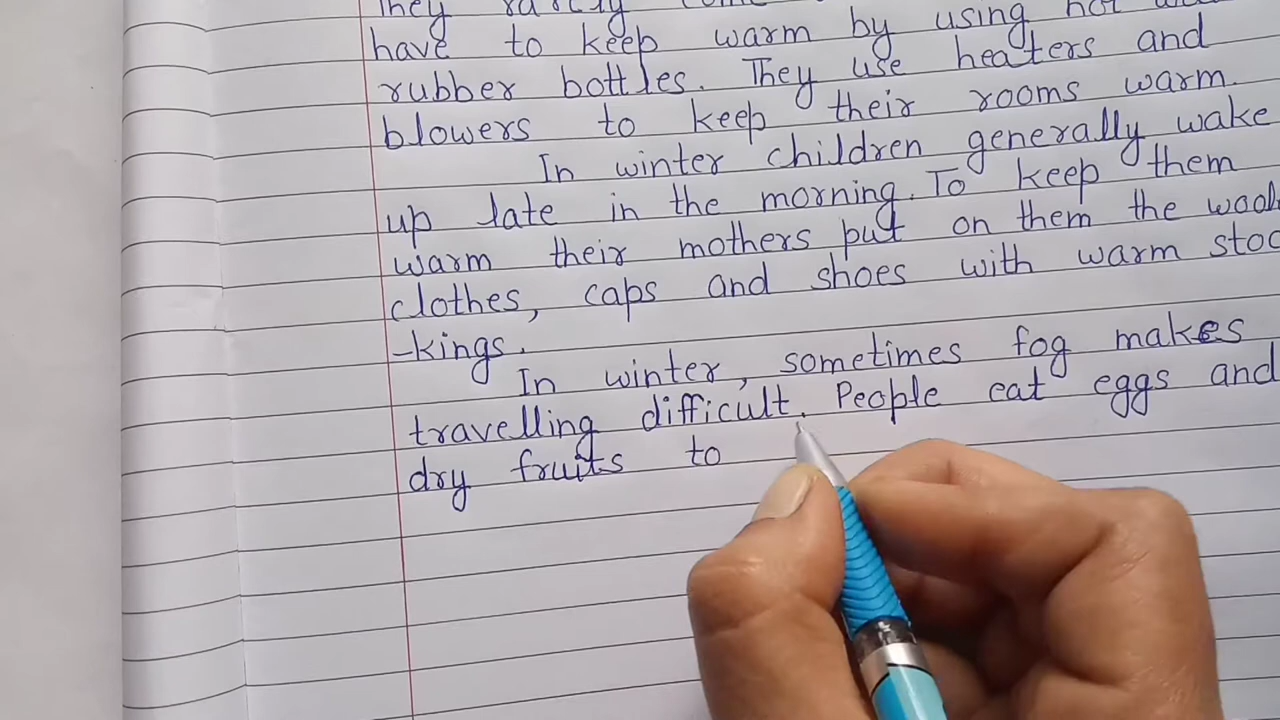 They
have to keep warm by using hot
rubber bottles. They use heaters and
blowers to keep their rooms warm.
In winter children generally wake
up late in the morning. To keep them
warm their mothers put on them the
clothes, caps and shoes with warm stoc
-kings.
In winter, sometimes fog makes
travelling difficult. People eat eggs and
dry fruits to